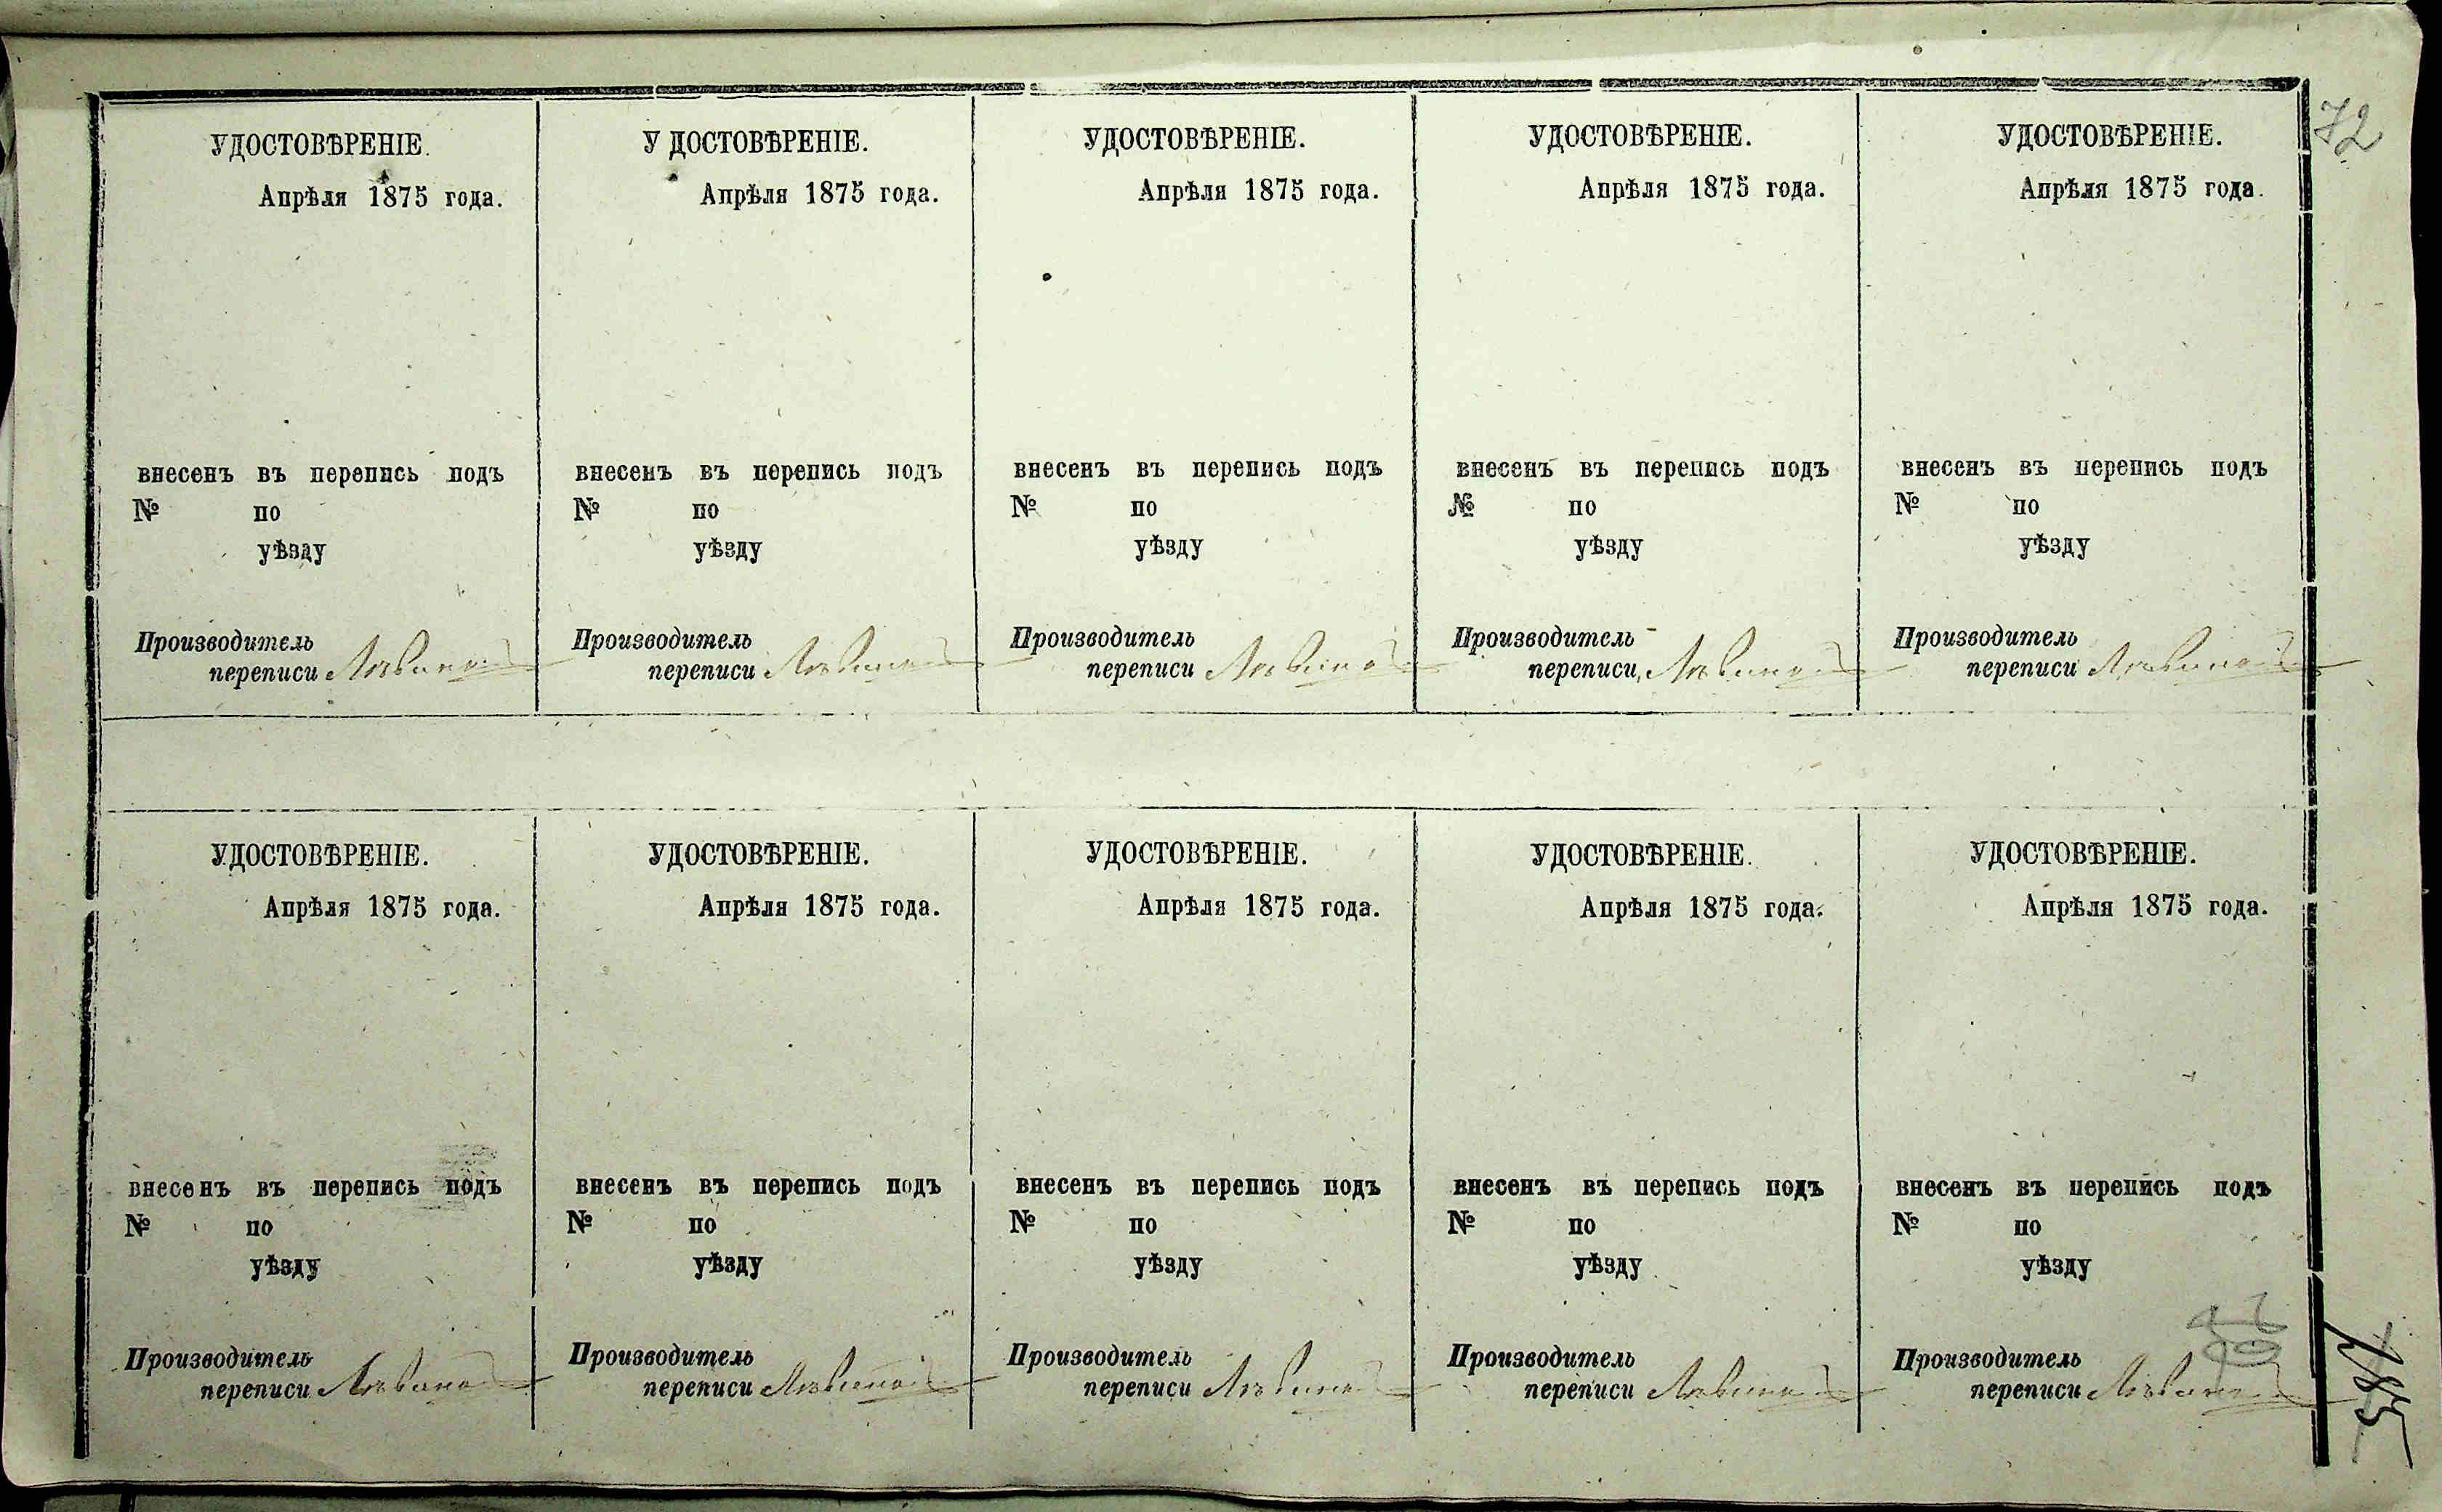 72
УДОСТОВѢРЕНІЕ.
Апрѣля 1875 года.
внесенъ въ перепись подъ
№ по
уѣзду
Производитель
переписи
У ДОСТОВѢРЕНІЕ.
Апрѣля 1875 года.
внесенъ въ перепись подъ
№ по
уѣзду
Производитель
переписи
УДОСТОВѢРЕНІЕ.
Апрѣля 1875 года.
внесенъ въ перепись подъ
№ по
уѣзду
Производитель
переписи
УДОСТОВѢРЕНІЕ.
Апрѣля 1875 года.
внесенъ въ перепись подъ
№ по
уѣзду
Производитель
переписи
УДОСТОВѢРЕНІЕ.
Апрѣля 1875 года.
внесенъ въ перепись подъ
№ по
уѣзду
Производитель
переписи
УДОСТОВѢРЕНІЕ.
Апрѣля 1875 года.
внесенъ въ перепись подъ
№ по
уѣзду
Производитель
переписи
УДОСТОВѢРЕНІЕ.
Апрѣля 1875 года.
внесенъ въ перепись подъ
№ по
уѣзду
Производитель
переписи
УДОСТОВѢРЕНІЕ.
Апрѣля 1875 года.
внесенъ въ перепись подъ
№ по
уѣзду
Производитель
переписи
УДОСТОВѢРЕНІЕ.
Апрѣля 1875 года.
внесенъ въ перепись подъ
№ по
уѣзду
Производитель
переписи
УДОСТОВѢРЕНІЕ.
Апрѣля 1875 года.
внесенъ въ перепись подъ
№ по
уѣзду
Производитель
переписи